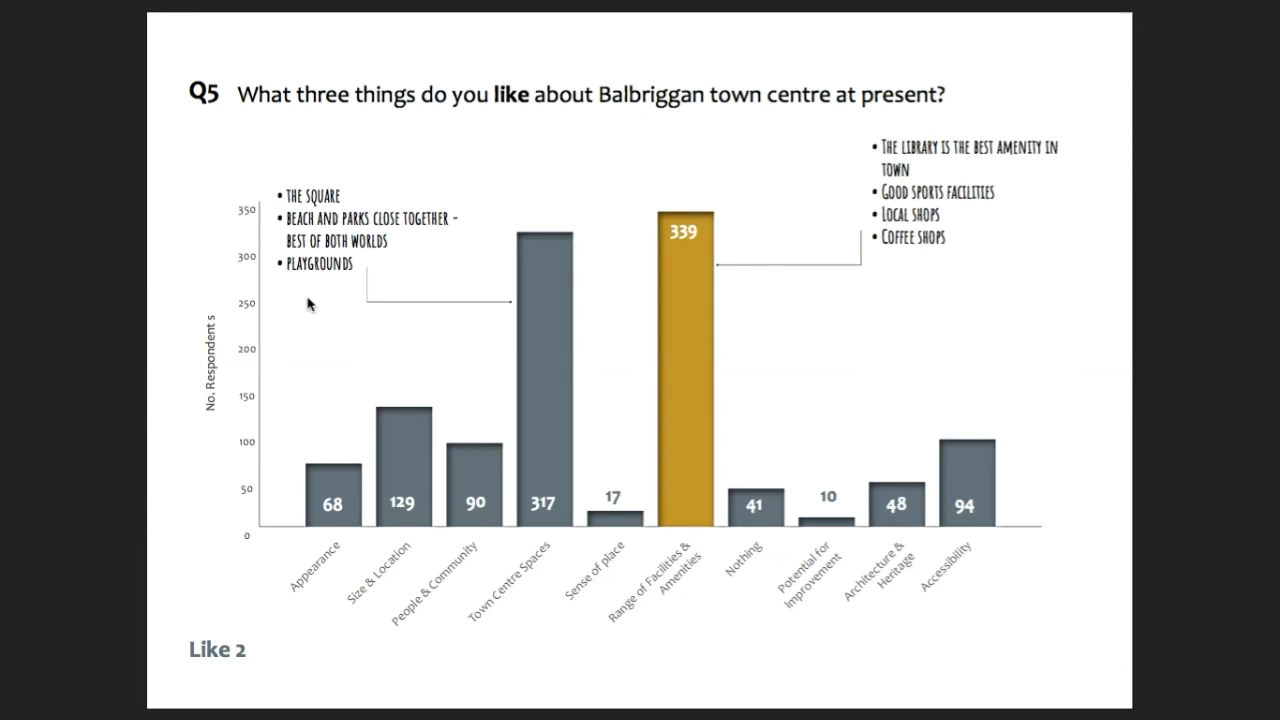 Q5 What three things do you like about Balbriggan town centre at present?
• The library is the best amenity in
town
• Good sports facilities
• Local shops
• Coffee shops
• The Square
• Beach and parks close together -
best of both worlds
• Playgrounds
No. Respondent s
350
300
250
200
150
100
50
0
68
129
90
317
17
339
41
10
48
94
Appearance
Size & Location
People & Community
Town Centre Spaces
Sense of place
Range of Facilities &
Amenities
Nothing
Potential for
Improvement
Architecture &
Heritage
Accessibility
Like 2